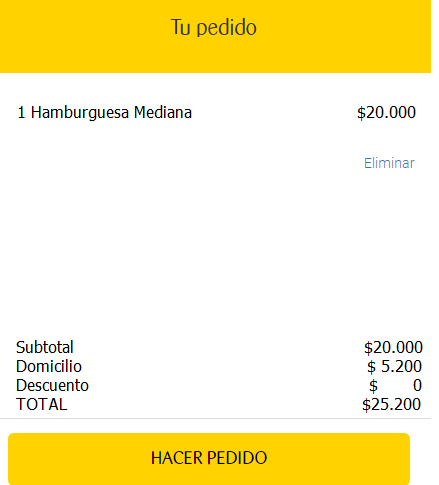 Tu pedido
1 Hamburguesa Mediana $20.000
Eliminar
Subtotal $20.000
Domicilio $ 5.200
Descuento $ 0
TOTAL $25.200
HACER PEDIDO